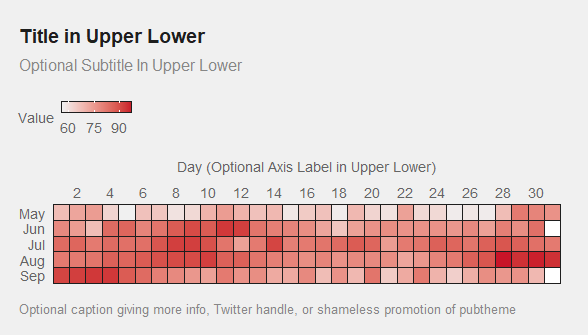 Title in Upper Lower
Optional Subtitle In Upper Lower
Value
60 75 90
Day (Optional Axis Label in Upper Lower)
2 4 6 8 10 12 14 16 18 20 22 24 26 28 30
May
Jun
Jul
Aug
Sep
Optional caption giving more info, Twitter handle, or shameless promotion of pubtheme